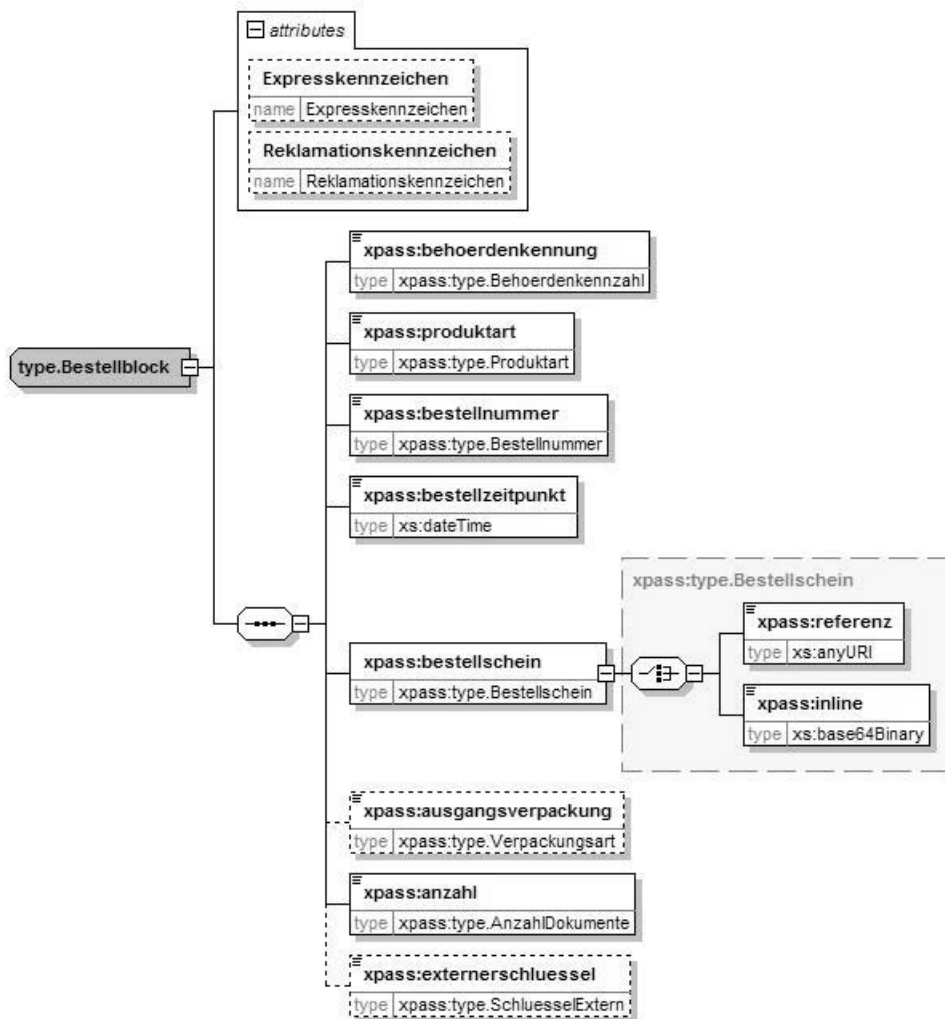 attributes
Expresskennzeichen
name Expresskennzeichen
Reklamationskennzeichen
name Reklamationskennzeichen
xpass:behoerdenkennung
type xpass:type.Behoerdenkennzahl
xpass:produktart
type xpass:type.Produktart
type.Bestellblock
xpass:bestellnummer
type xpass:type.Bestellnummer
xpass:bestellzeitpunkt
type xs:dateTime
xpass:type.Bestellschein
xpass:referenz
type xs:anyURI
xpass:bestellschein
type xpass:type.Bestellschein
xpass:inline
type xs:base64Binary
xpass:ausgangsverpackung
type xpass:type.Verpackungsart
xpass:anzahl
type xpass:type.AnzahlDokumente
xpass:externerschluessel
type xpass:type.SchluesselExtern